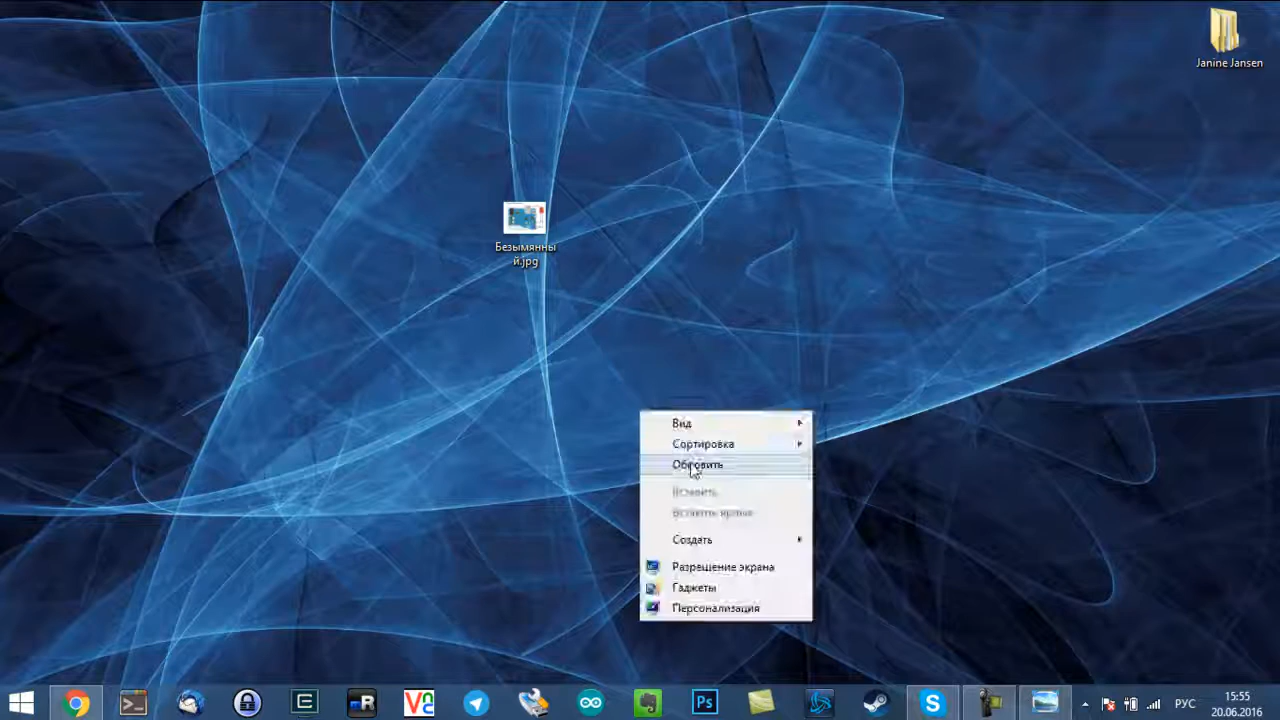 Janine Jansen
Безымянны
й.jpg
Вид
Сортировка
Обновить
Вставить
Вставить ярлык
Создать
Разрешение экрана
Гаджеты
Персонализация
Ps
РУС
15:55
20.06.2016